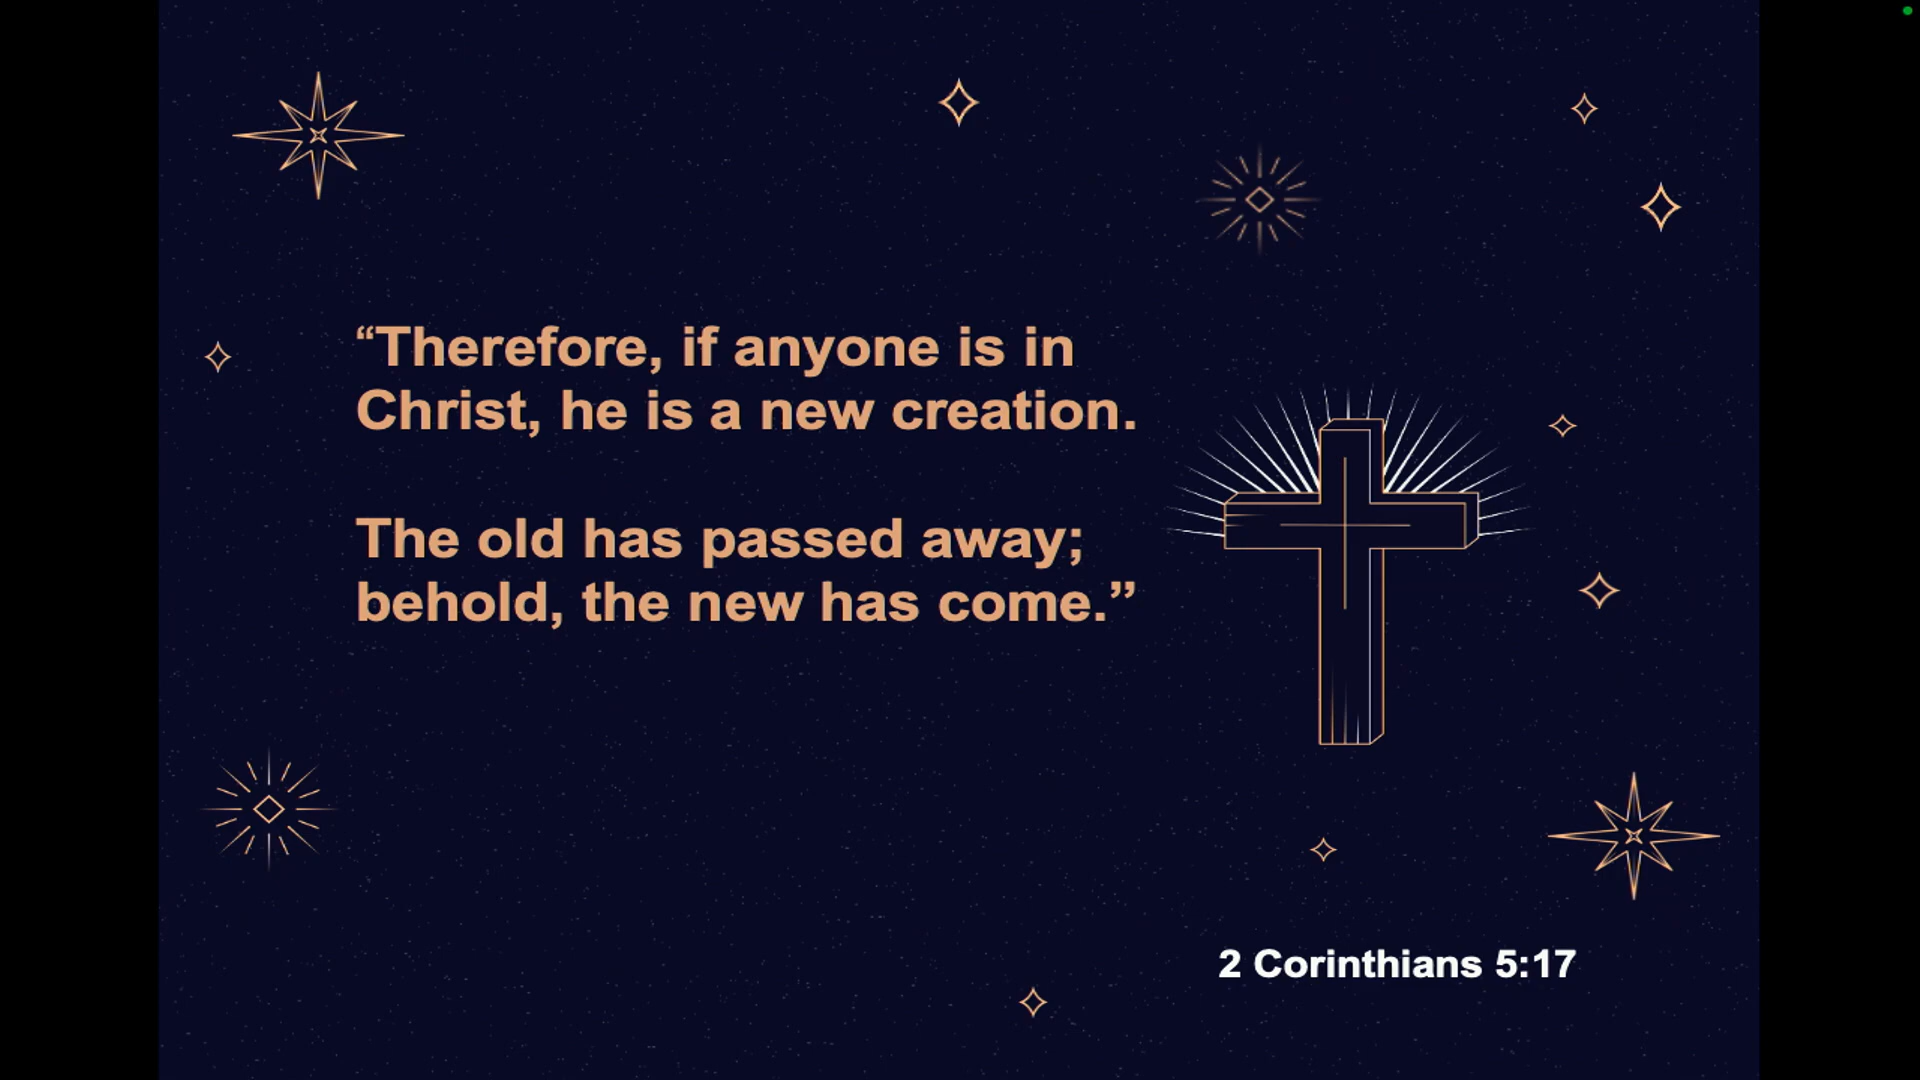 “Therefore, if anyone is in
Christ, he is a new creation.
The old has passed away;
behold, the new has come.”
2 Corinthians 5:17